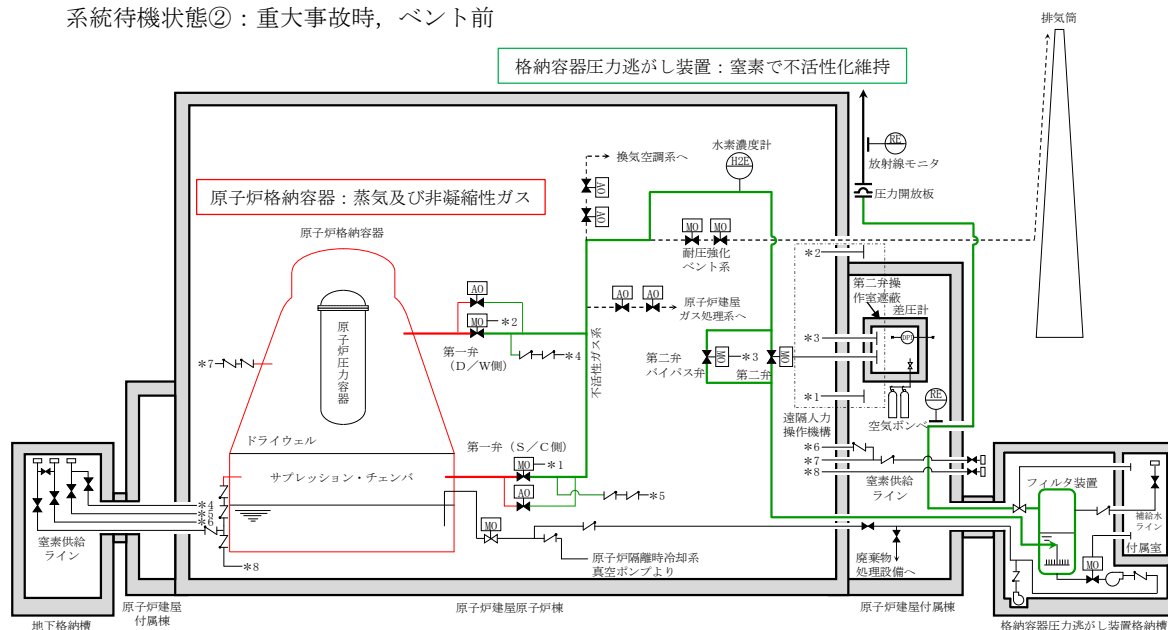 系統待機状態②：重大事故時，ベント前
排気筒
格納容器圧力逃がし装置：窒素で不活性化維持
水素濃度計
H2E
換気空調系へ
RE
放射線モニタ
圧力開放板
OV
OV
原子炉格納容器：蒸気及び非凝縮性ガス
原子炉格納容器
MO
MO
耐圧強化
ベント系
＊2
第二弁操
作室遮蔽
差圧計
DPI
AO
MO
＊2
AO
AO
原子炉建屋
ガス処理系へ
原子炉圧力容器
第一弁
（D／W側）
＊4
不活性ガス系
第二弁
バイパス弁
MO
＊3
第二弁
MO
＊3
＊7
＊1
RE
遠隔人力
操作機構
空気ボンベ
ドライウェル
第一弁（S／C側）
MO
＊1
AO
＊5
サプレッション・チェンバ
＊6
＊7
＊8
窒素供給
ライン
フィルタ装置
補給水
ライン
付属室
MO
＊4
＊5
＊6
窒素供給
ライン
＊8
MO
原子炉隔離時冷却系
真空ポンプより
廃棄物
処理設備へ
地下格納槽
原子炉建屋
付属棟
原子炉建屋原子炉棟
原子炉建屋付属棟
格納容器圧力逃がし装置格納槽